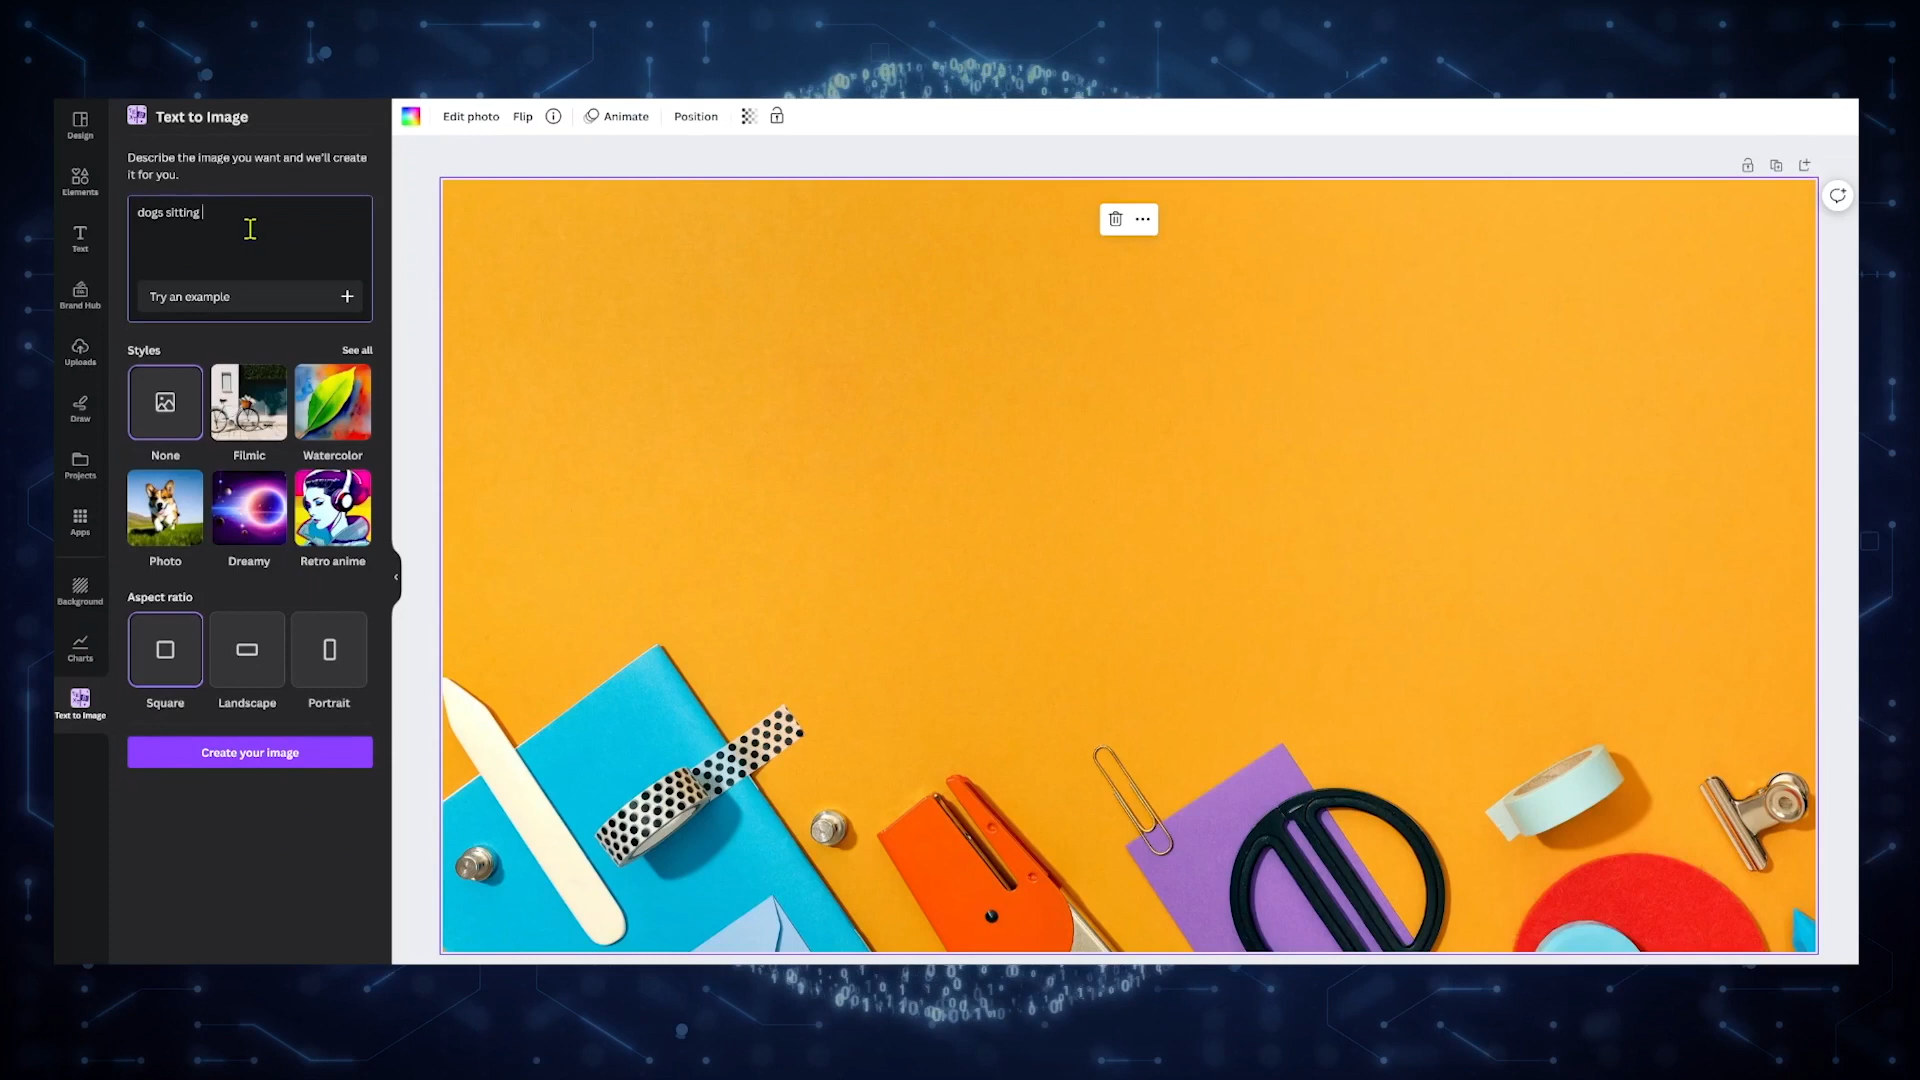 Design
Elements
Text
Brand Hub
Uploads
Draw
Projects
Apps
Background
Charts
Text to Image
Text to Image
Describe the image you want and we'll create
it for you.
dogs sitting
Try an example
Styles
See all
None
Filmic
Watercolor
Photo
Dreamy
Retro anime
Aspect ratio
Square
Landscape
Portrait
Create your image
Edit photo
Flip
Animate
Position